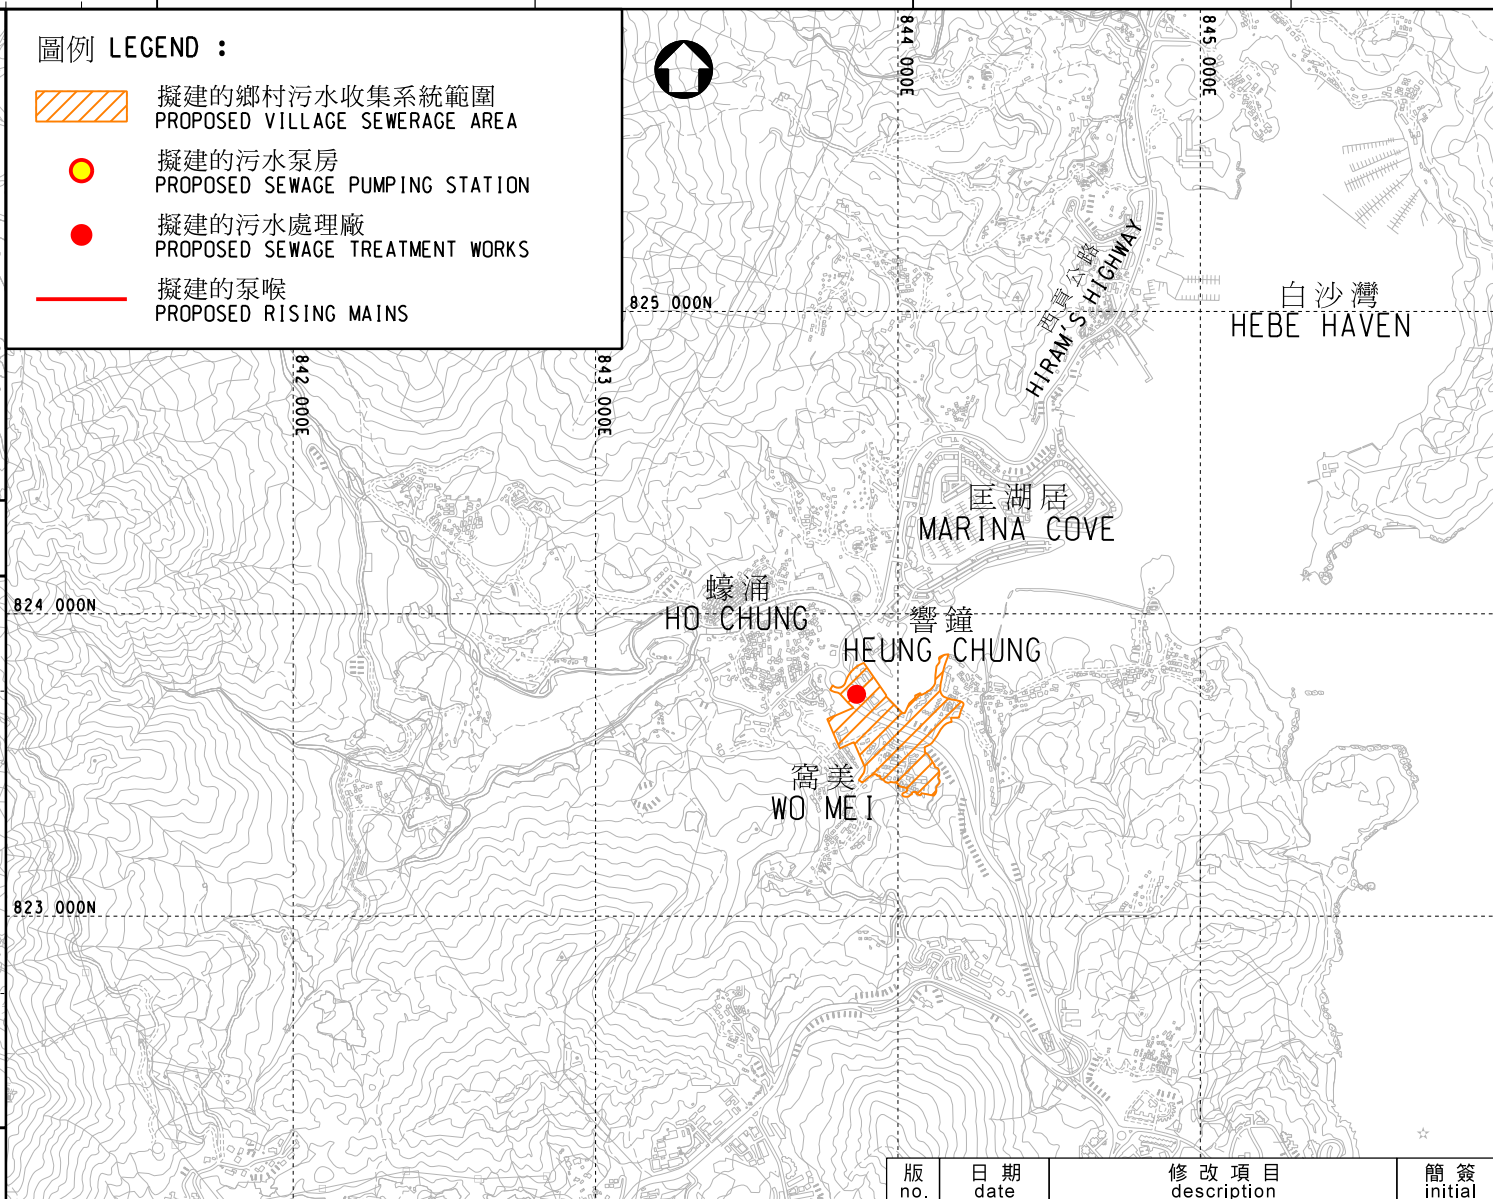 圖例 LEGEND :
擬建的鄉村污水收集系統範圍
PROPOSED VILLAGE SEWERAGE AREA
擬建的污水泵房
PROPOSED SEWAGE PUMPING STATION
擬建的污水處理廠
PROPOSED SEWAGE TREATMENT WORKS
擬建的泵喉
PROPOSED RISING MAINS
844 000E
845 000E
西貢公路
HIRAM'S HIGHWAY
白沙灣
HEBE HAVEN
825 000N
842 000E
843 000E
匡湖居
MARINA COVE
蠔涌
HO CHUNG
824 000N
響鐘
HEUNG CHUNG
窩美
WO MEI
823 000N
版 日期 修改項目 簡簽
no. date description initial